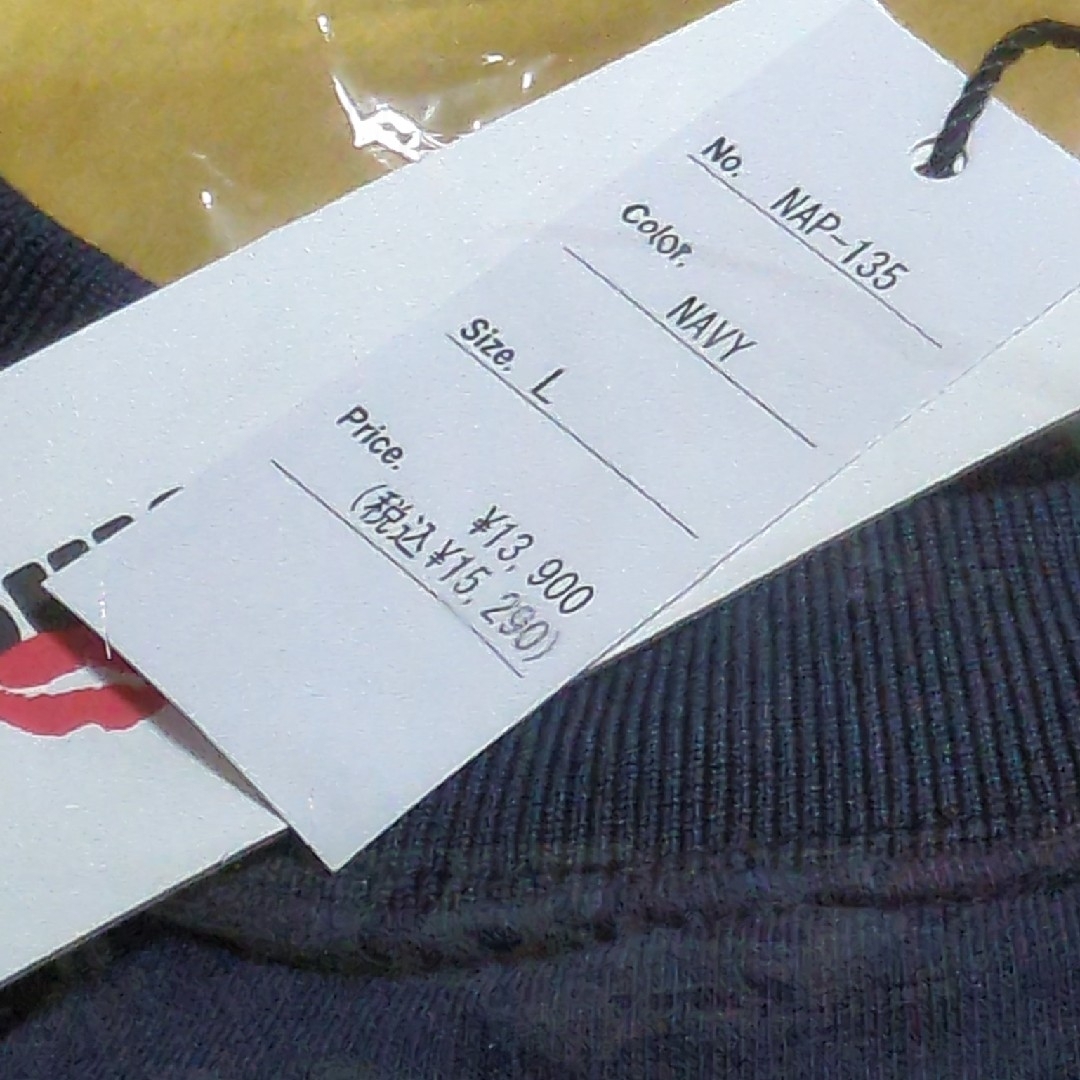 No. NAP-135
Color. NAVY
Size. L
Price. ¥13,900
(税込¥15,290)